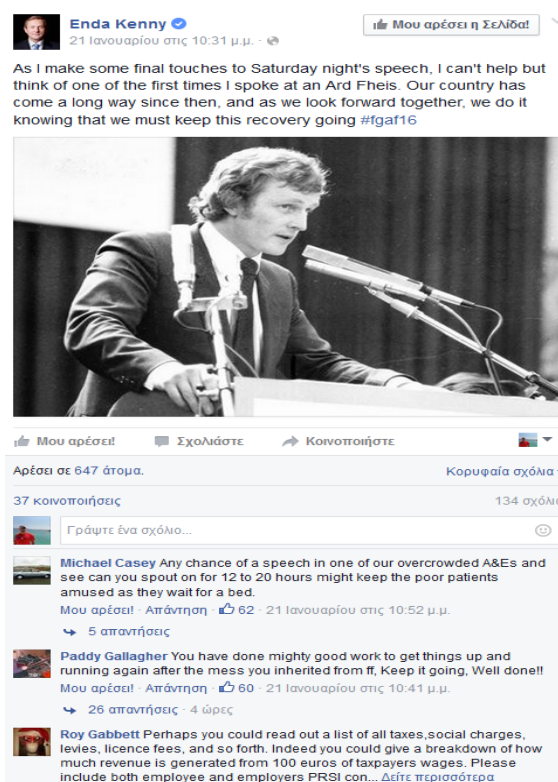 Enda Kenny
Μου αρέσει η Σελίδα!
21 Ιανουαρίου στις 10:31 μ.μ. ·
As I make some final touches to Saturday night's speech, I can't help but
think of one of the first times I spoke at an Ard Fheis. Our country has
come a long way since then, and as we look forward together, we do it
knowing that we must keep this recovery going #fgaf16
Μου αρέσει! Σχολιάστε Κοινοποιήστε
Αρέσει σε 647 άτομα. Κορυφαία σχόλια
37 κοινοποιήσεις 134 σχόλι
Γράψτε ένα σχόλιο...
Michael Casey Any chance of a speech in one of our overcrowded A&Es and
see can you spout on for 12 to 20 hours might keep the poor patients
amused as they wait for a bed.
Μου αρέσει! · Απάντηση · 62 · 21 Ιανουαρίου στις 10:52 μ.μ.
5 απαντήσεις
Paddy Gallagher You have done mighty good work to get things up and
running again after the mess you inherited from ff, Keep it going, Well done!!
Μου αρέσει! · Απάντηση · 60 · 21 Ιανουαρίου στις 10:41 μ.μ.
26 απαντήσεις · 4 ώρες
Roy Gabbett Perhaps you could read out a list of all taxes,social charges,
levies, licence fees, and so forth. Indeed you could give a breakdown of how
much revenue is generated from 100 euros of taxpayers wages. Please
include both employee and employers PRSI con... Δείτε περισσότερα